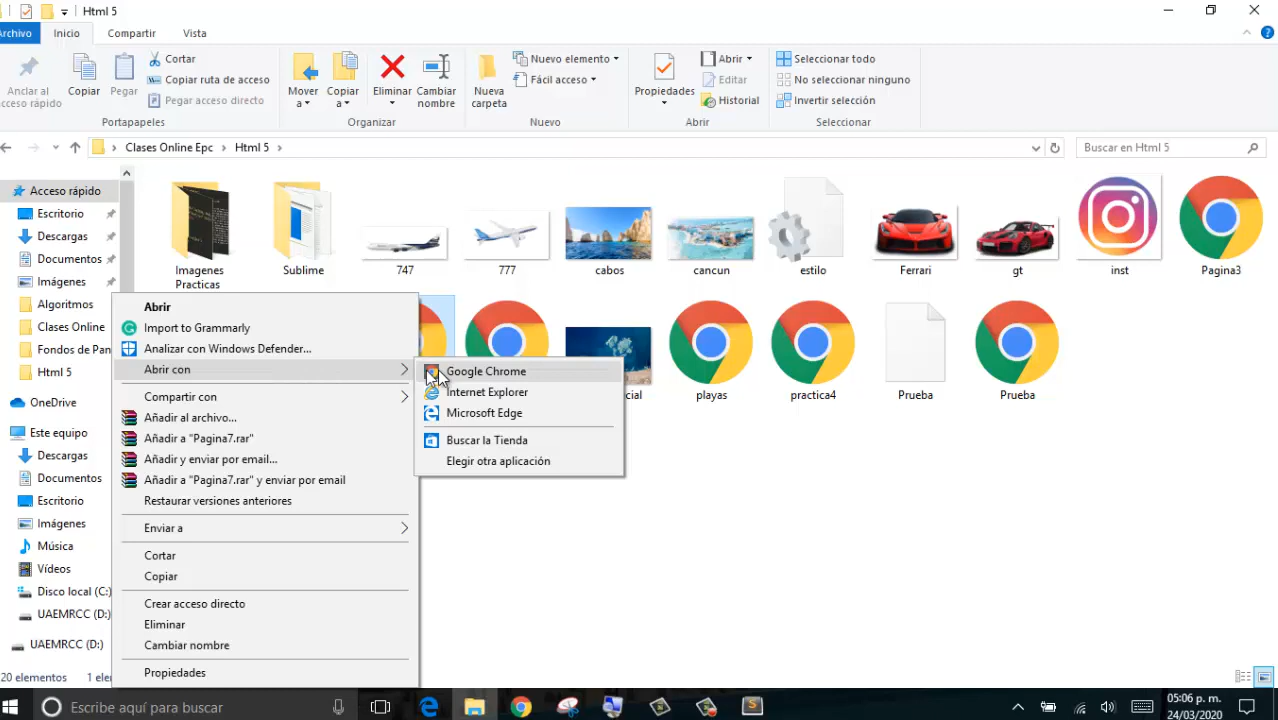 Html 5
Archivo
Inicio
Compartir
Vista
Anclar al
acceso rápido
Copiar
Pegar
Cortar
Copiar ruta de acceso
Pegar acceso directo
Portapapeles
Mover
a
Copiar
a
Eliminar
Cambiar
nombre
Organizar
Nueva
carpeta
Nuevo elemento
Fácil acceso
Nuevo
Propiedades
Abrir
Editar
Historial
Abrir
Seleccionar todo
No seleccionar ninguno
Invertir selección
Seleccionar
Clases Online Epc
Html 5
Buscar en Html 5
Acceso rápido
Escritorio
Descargas
Documentos
Imágenes
Algoritmos
Clases Online
Fondos de Pan
Html 5
OneDrive
Este equipo
Descargas
Documentos
Escritorio
Imágenes
Música
Vídeos
Disco local (C:)
UAEMRCC (D:)
UAEMRCC (D:)
Imagenes
Practicas
Sublime
747
777
cabos
cancun
estilo
Ferrari
gt
inst
Pagina3
cial
playas
practica4
Prueba
Prueba
Abrir
Import to Grammarly
Analizar con Windows Defender...
Abrir con
Compartir con
Añadir al archivo...
Añadir a "Pagina7.rar"
Añadir y enviar por email...
Añadir a "Pagina7.rar" y enviar por email
Restaurar versiones anteriores
Enviar a
Cortar
Copiar
Crear acceso directo
Eliminar
Cambiar nombre
Propiedades
Google Chrome
Internet Explorer
Microsoft Edge
Buscar la Tienda
Elegir otra aplicación
20 elementos
1 ele
Escribe aquí para buscar
05:06 p. m.
24/03/2020